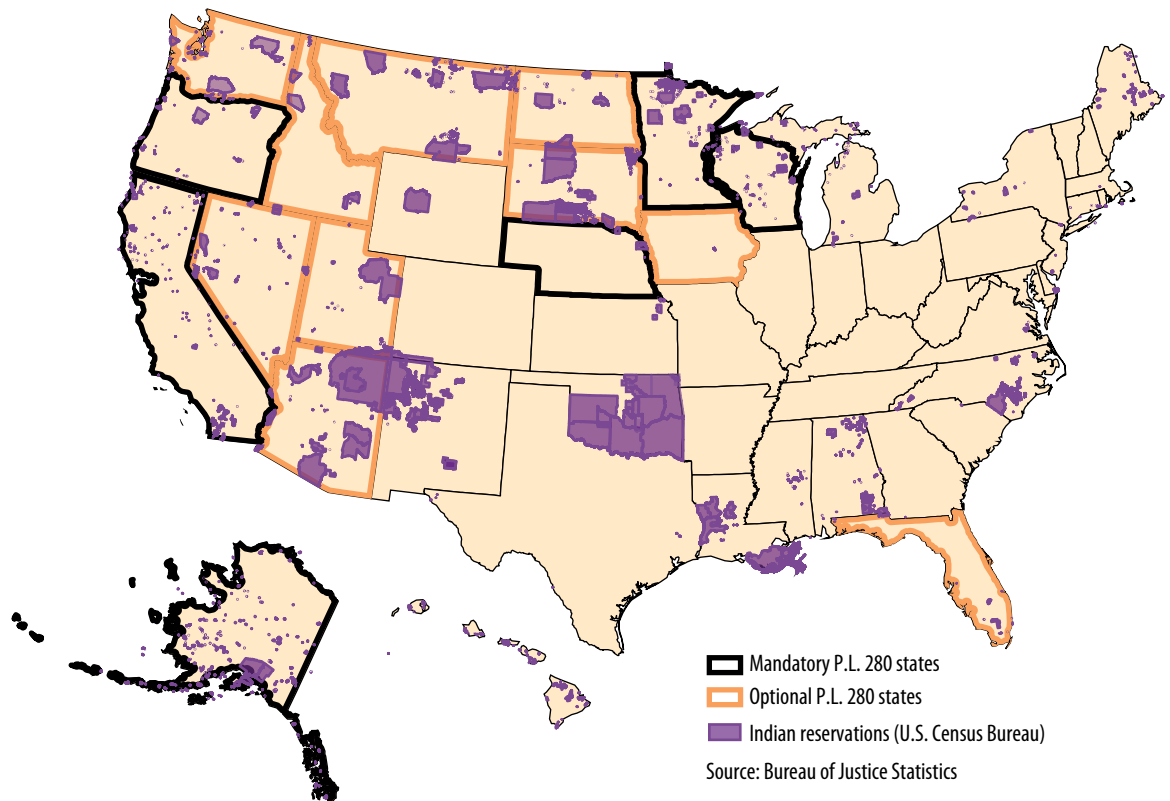 Mandatory P.L. 280 states
Optional P.L. 280 states
Indian reservations (U.S. Census Bureau)
Source: Bureau of Justice Statistics